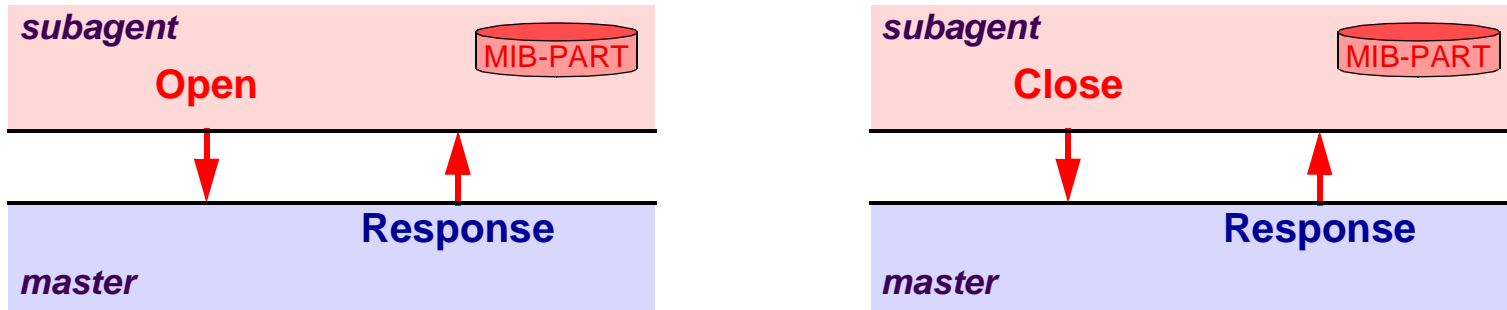 subagent
MIB-PART
Open
Response
master
subagent
MIB-PART
Close
Response
master